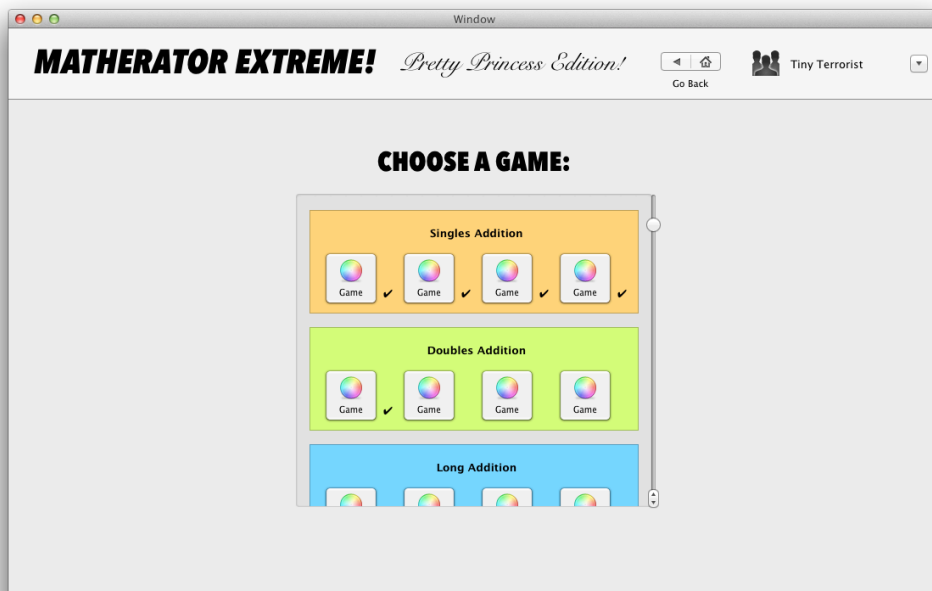 Window
MATHERATOR EXTREME! Pretty Princess Edition!
Tiny Terrorist
Go Back
CHOOSE A GAME:
Singles Addition
Game ✔ Game ✔ Game ✔ Game ✔
Doubles Addition
Game ✔ Game Game Game
Long Addition